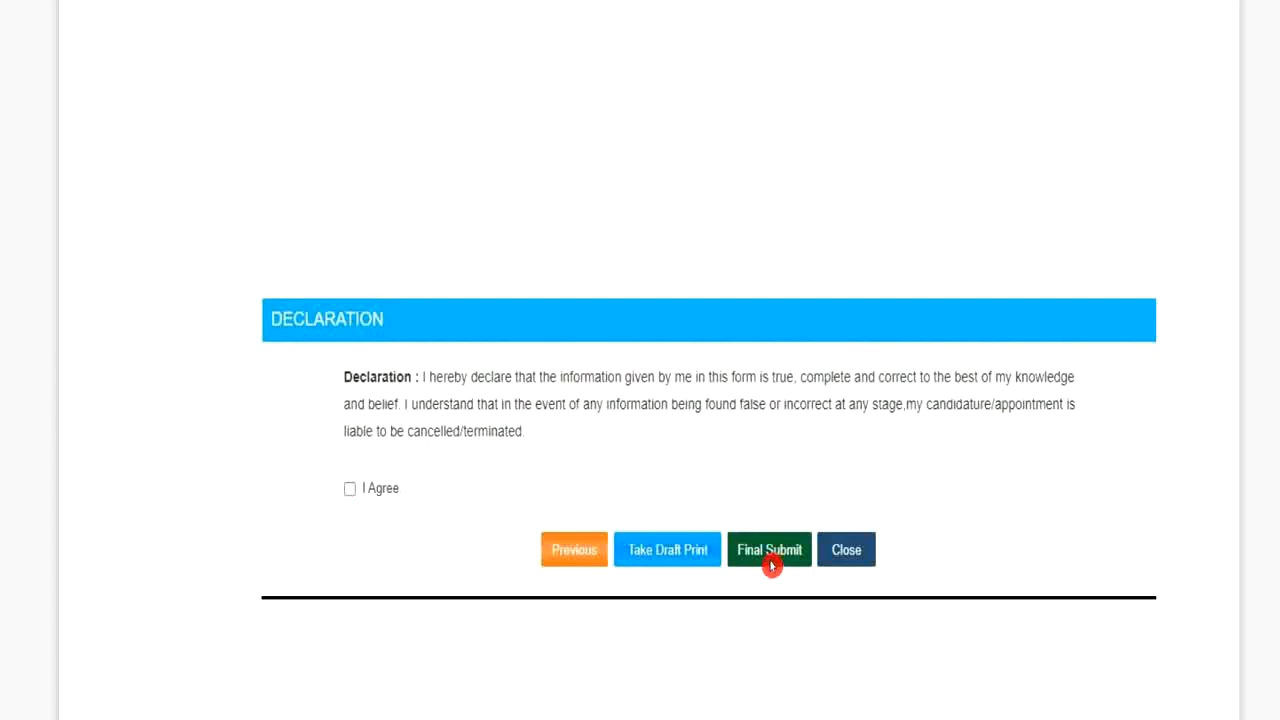 DECLARATION
Declaration : I hereby declare that the information given by me in this form is true, complete and correct to the best of my knowledge
and belief. I understand that in the event of any information being found false or incorrect at any stage,my candidature/appointment is
liable to be cancelled/terminated.
I Agree
Previous Take Draft Print Final Submit Close